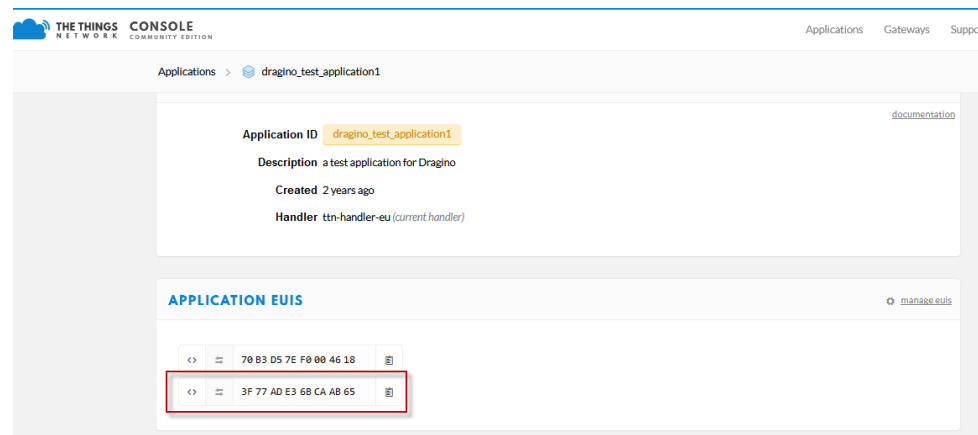 THE THINGS NETWORK CONSOLE COMMUNITY EDITION
Applications Gateways Suppo
Applications > dragino_test_application1
documentation
Application ID dragino_test_application1
Description a test application for Dragino
Created 2 years ago
Handler ttn-handler-eu (current handler)
APPLICATION EUIS
manage euis
<> 70 B3 D5 7E F0 00 46 18
<> 3F 77 AD E3 6B CA AB 65